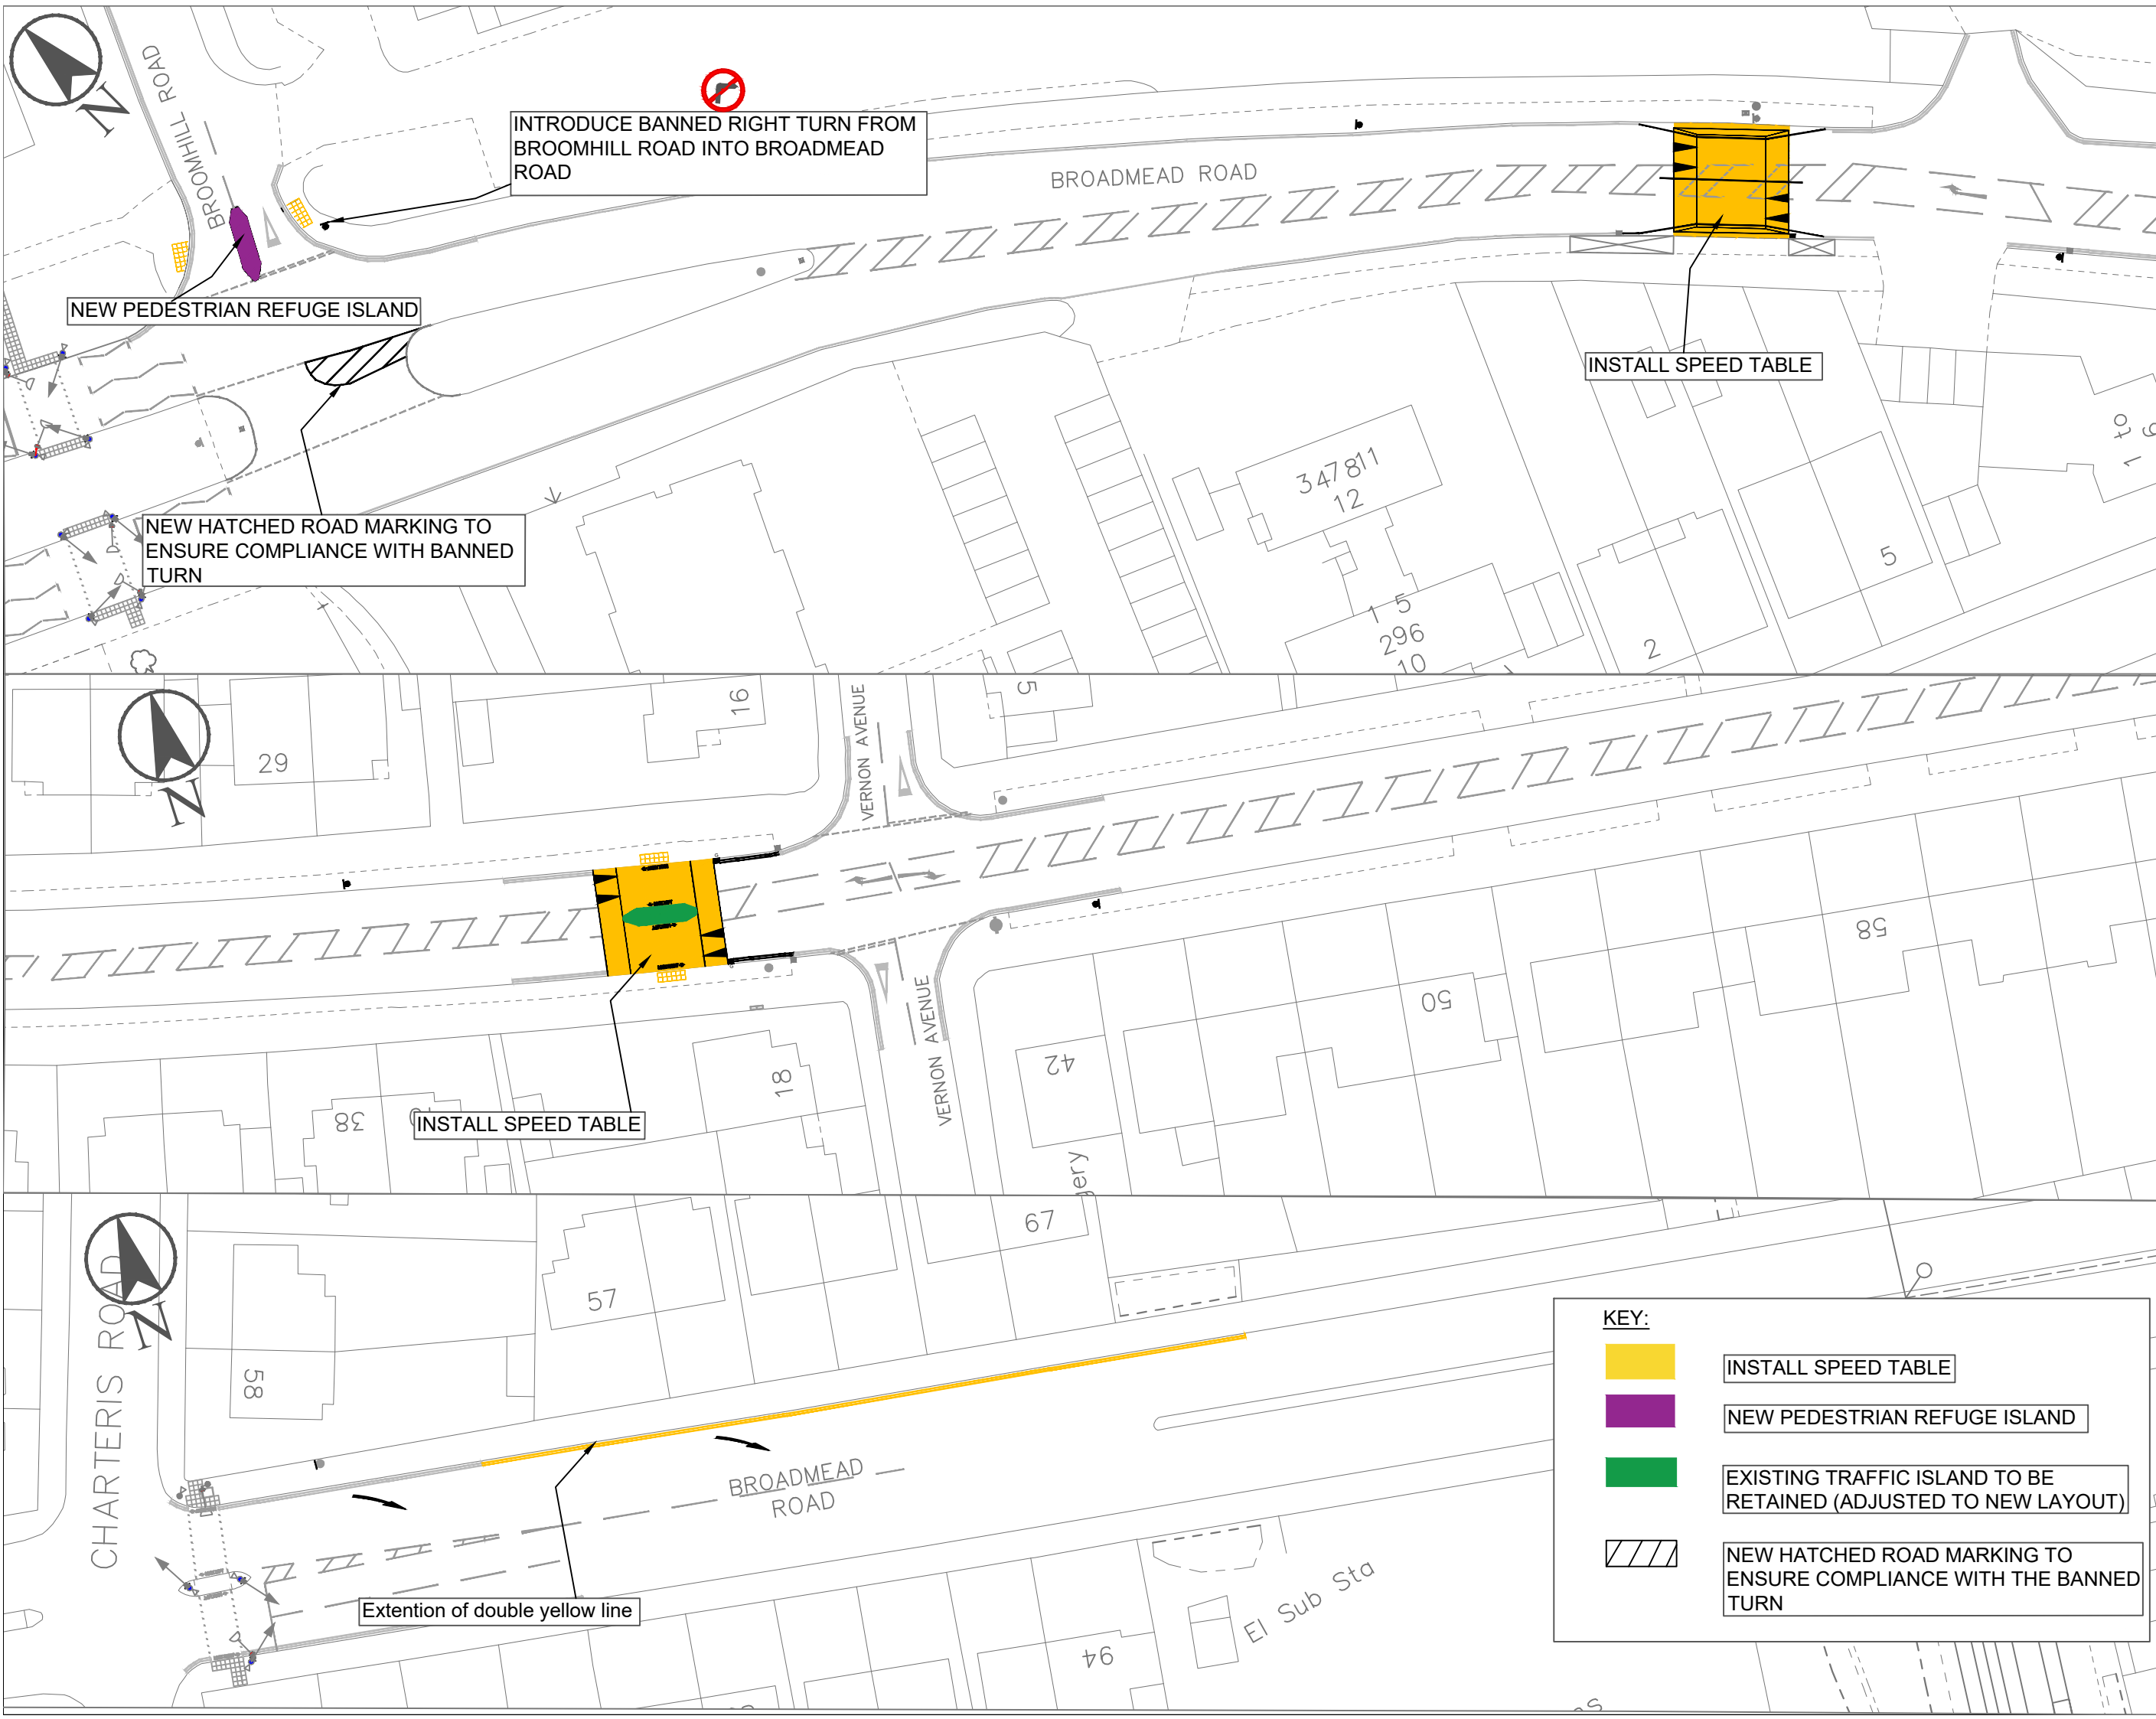 N
BROOMHILL ROAD
INTRODUCE BANNED RIGHT TURN FROM
BROOMHILL ROAD INTO BROADMEAD
ROAD
BROADMEAD ROAD
NEW PEDESTRIAN REFUGE ISLAND
INSTALL SPEED TABLE
NEW HATCHED ROAD MARKING TO
ENSURE COMPLIANCE WITH BANNED
TURN
347811
12
1 5
296
10
2
5
N
29
16
5
VERNON AVENUE
58
50
42
18
38
VERNON AVENUE
INSTALL SPEED TABLE
gery
67
N
CHARTERIS ROAD
57
58
BROADMEAD
ROAD
Extention of double yellow line
El Sub Sta
94
KEY:
INSTALL SPEED TABLE
NEW PEDESTRIAN REFUGE ISLAND
EXISTING TRAFFIC ISLAND TO BE
RETAINED (ADJUSTED TO NEW LAYOUT)
NEW HATCHED ROAD MARKING TO
ENSURE COMPLIANCE WITH THE BANNED
TURN